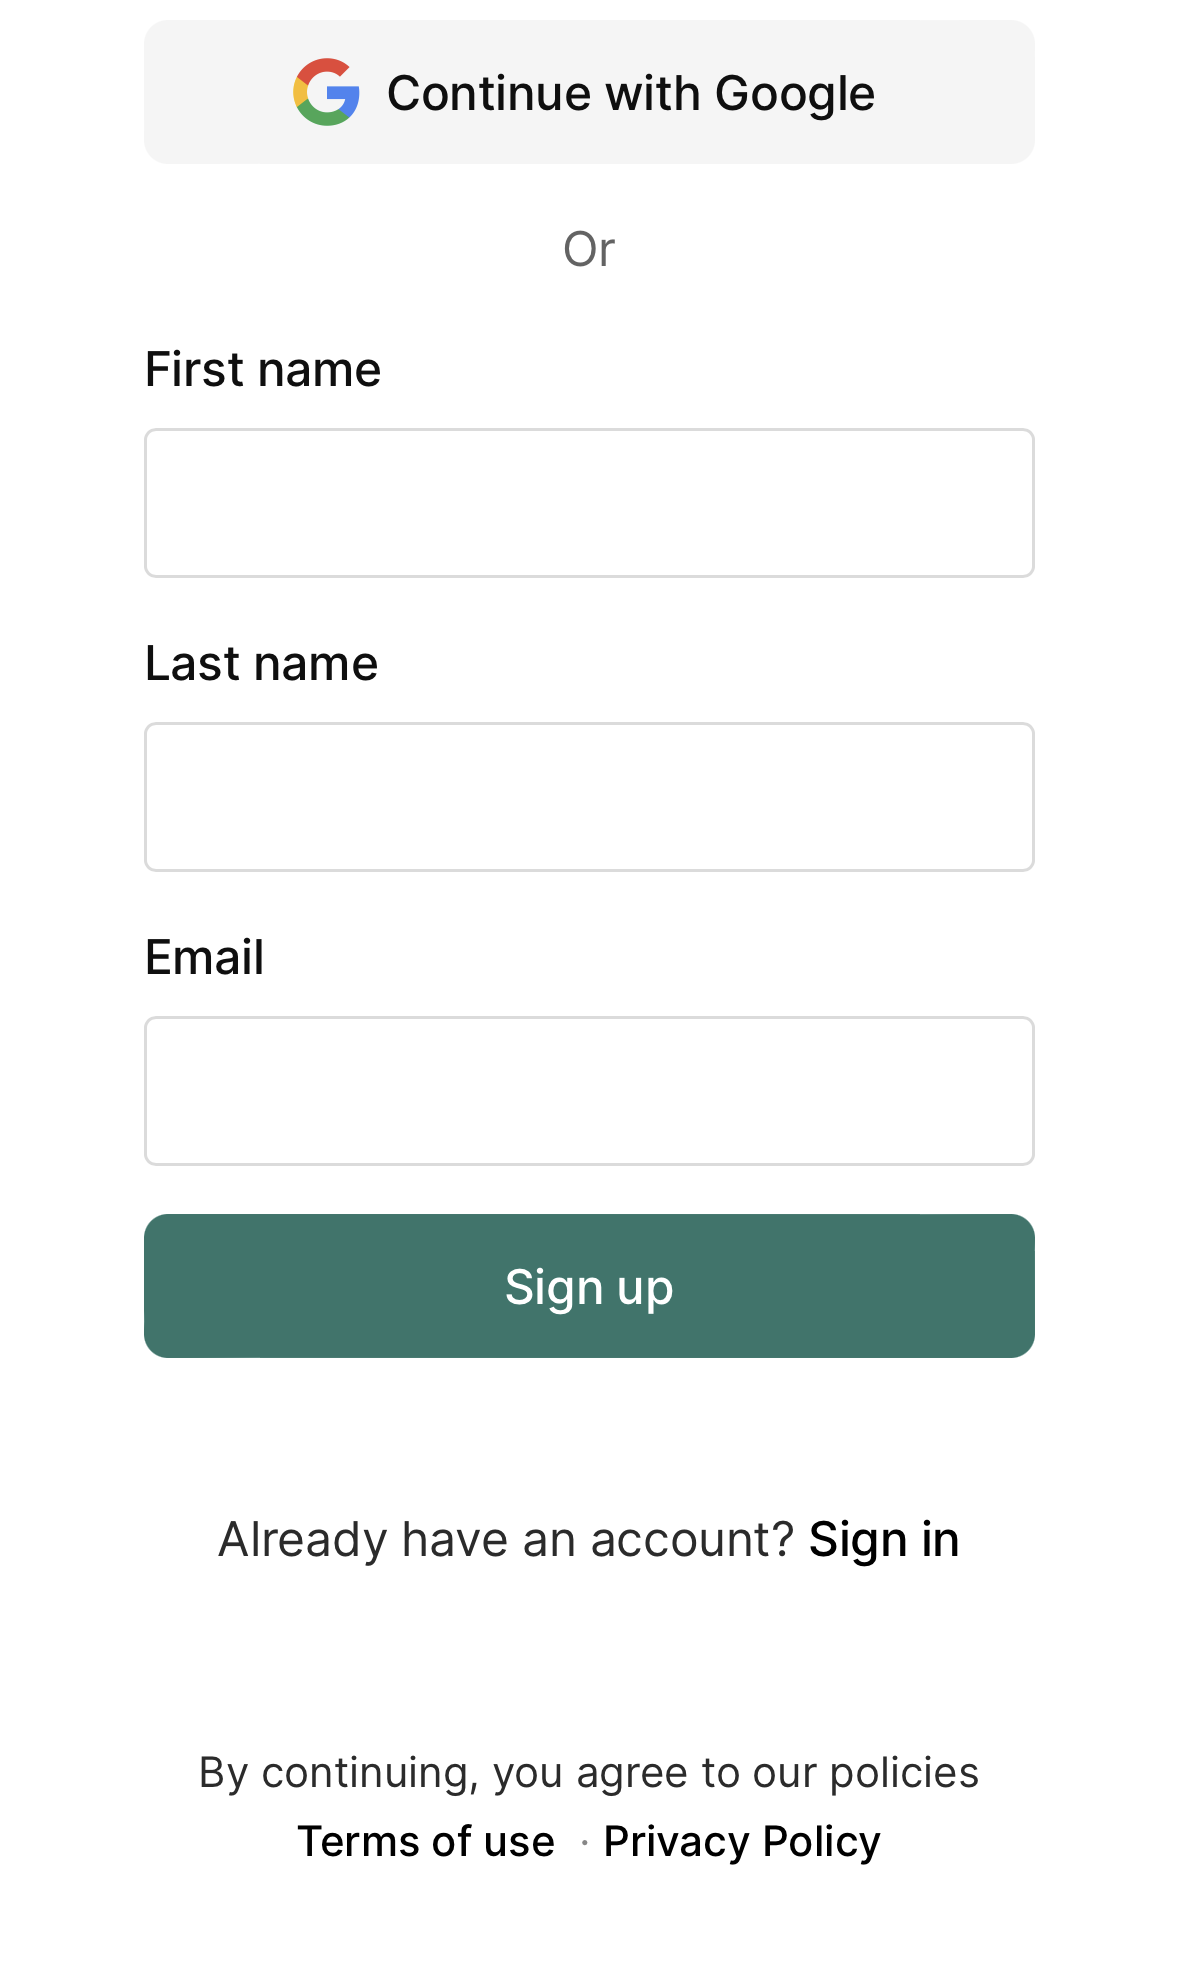 Continue with Google
Or
First name
Last name
Email
Sign up
Already have an account? Sign in
By continuing, you agree to our policies
Terms of use · Privacy Policy